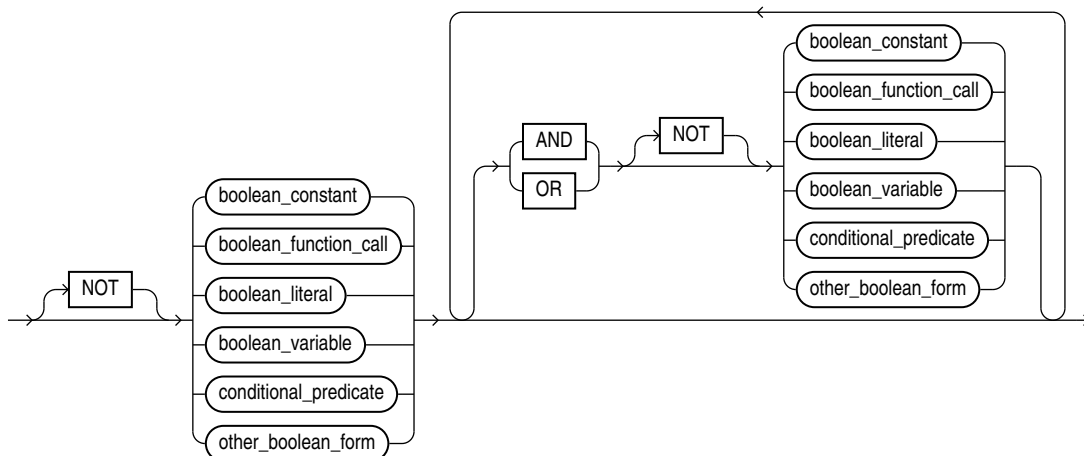 NOT
boolean_constant
boolean_function_call
boolean_literal
boolean_variable
conditional_predicate
other_boolean_form
AND
OR
NOT
boolean_constant
boolean_function_call
boolean_literal
boolean_variable
conditional_predicate
other_boolean_form